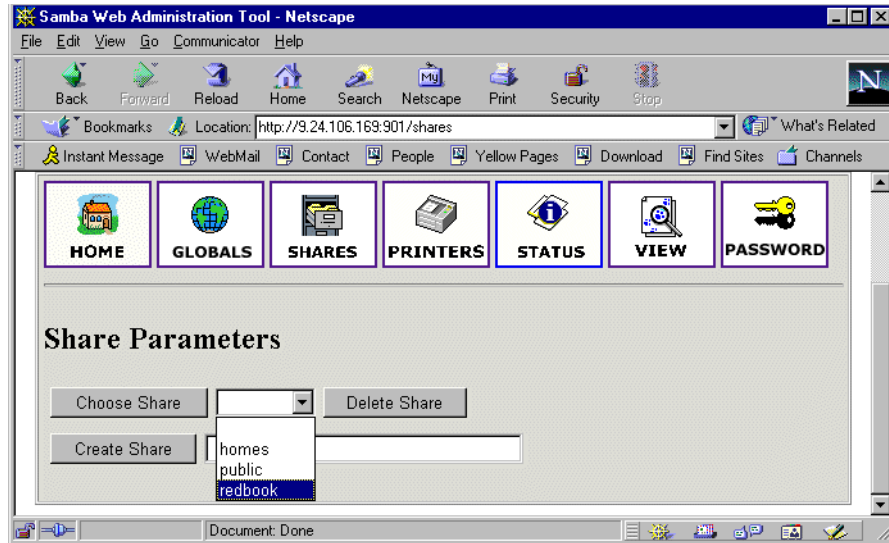 Samba Web Administration Tool - Netscape
File Edit View Go Communicator Help
Back Forward Reload Home Search Netscape Print Security Stop
My
N
Bookmarks Location: http://9.24.106.169:901/shares What's Related
Instant Message WebMail Contact People Yellow Pages Download Find Sites Channels
HOME GLOBALS SHARES PRINTERS STATUS VIEW PASSWORD
Share Parameters
Choose Share Delete Share
Create Share
homes
public
redbook
Document: Done